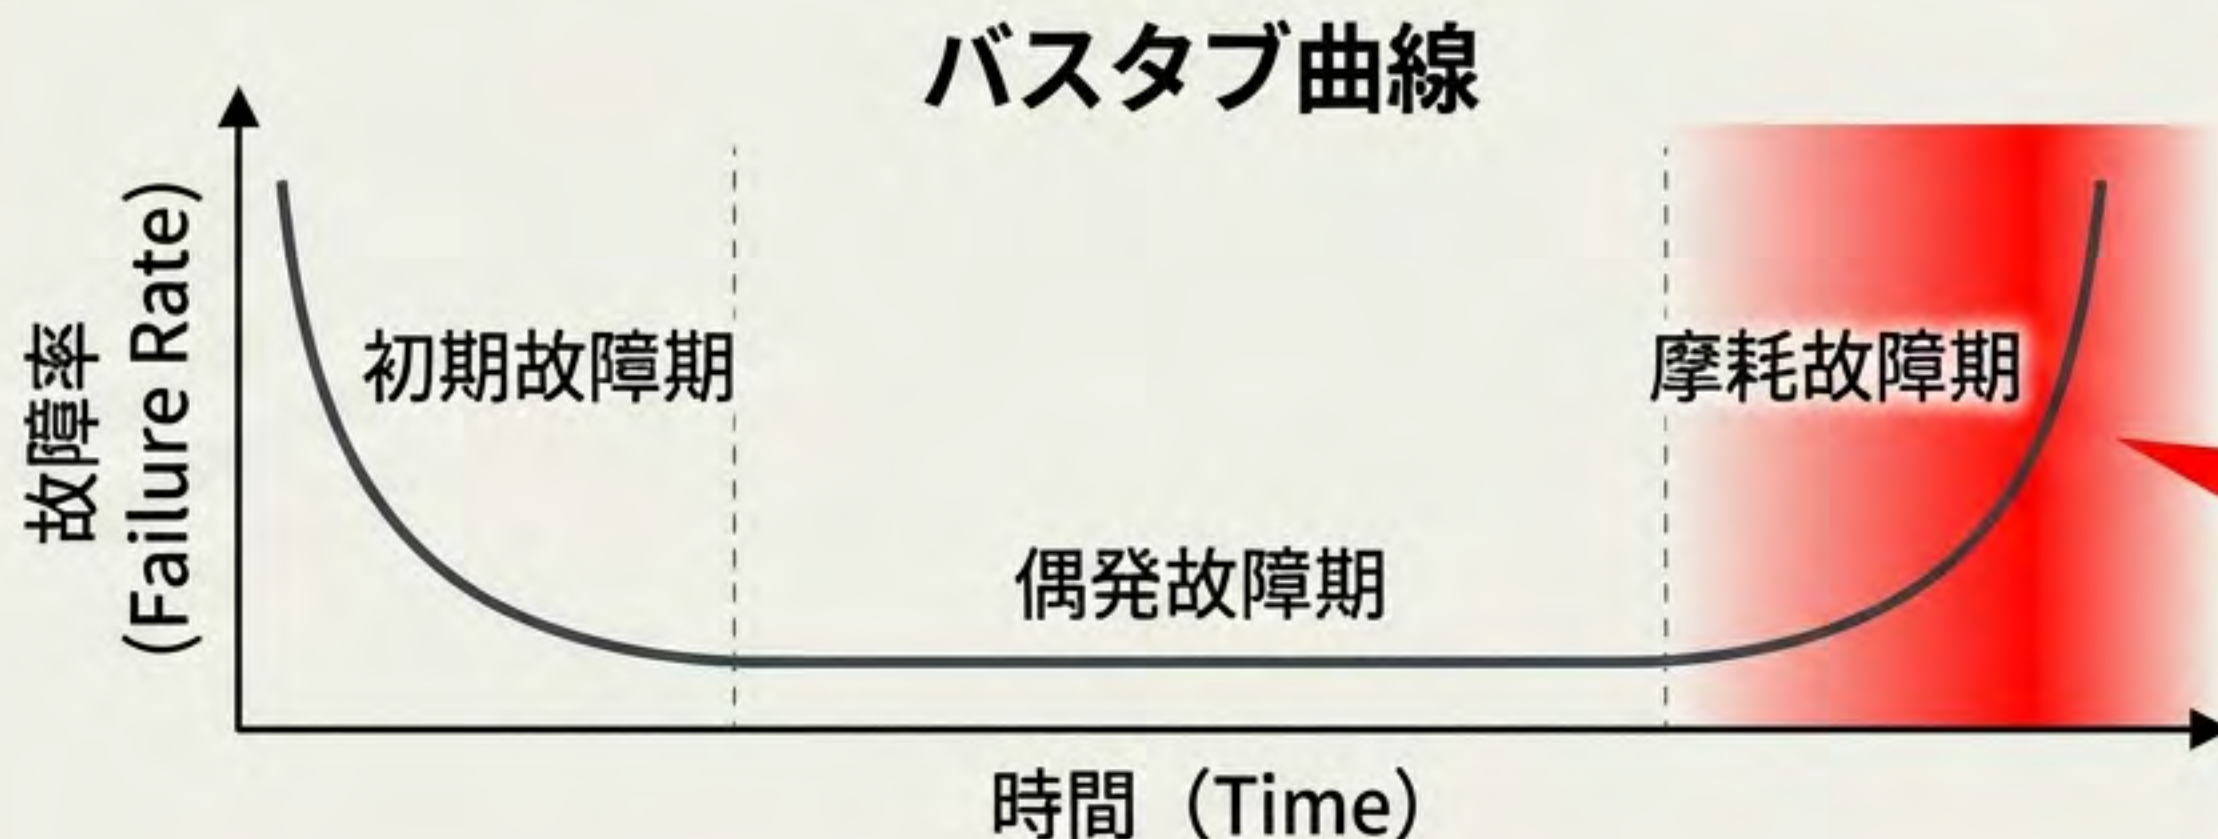 バスタブ曲線
故障率
(Failure Rate)
初期故障期
偶発故障期
摩耗故障期
時間（Time）